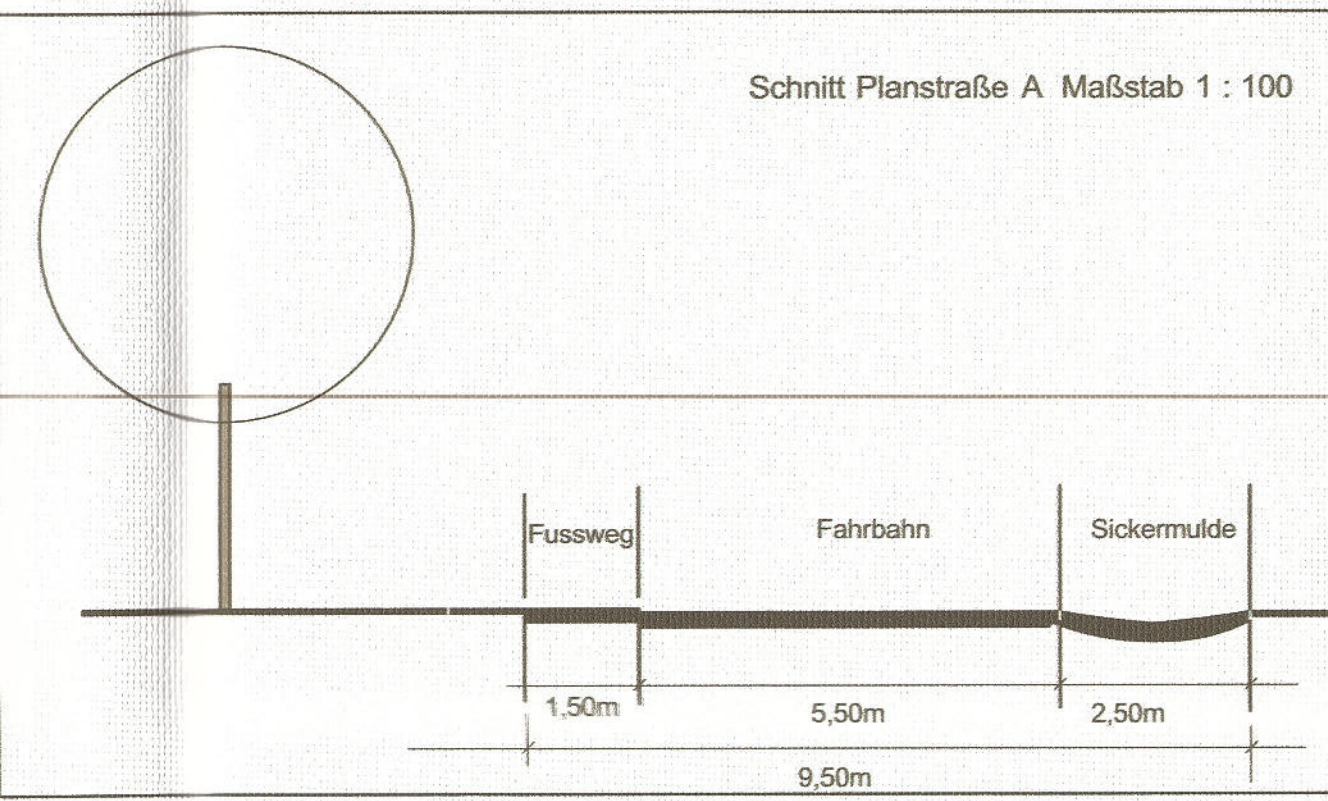 Schnitt Planstraße A Maßstab 1 : 100
Fussweg
Fahrbahn
Sickermulde
1,50m
5,50m
2,50m
9,50m